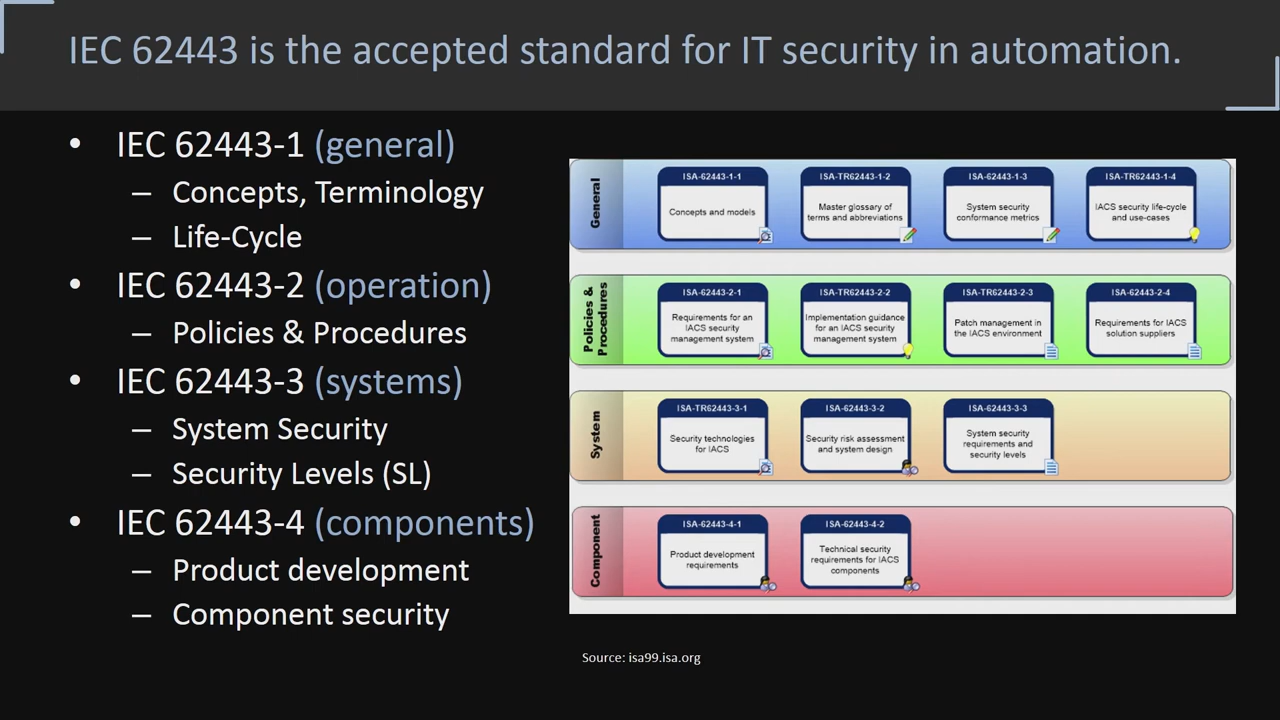 IEC 62443 is the accepted standard for IT security in automation.
• IEC 62443-1 (general)
– Concepts, Terminology
– Life-Cycle
• IEC 62443-2 (operation)
– Policies & Procedures
• IEC 62443-3 (systems)
– System Security
– Security Levels (SL)
• IEC 62443-4 (components)
– Product development
– Component security
General
ISA-62443-1-1
Concepts and models
ISA-TR62443-1-2
Master glossary of
terms and abbreviations
ISA-62443-1-3
System security
conformance metrics
ISA-TR62443-1-4
IACS security life-cycle
and use-cases
Policies &
Procedures
ISA-62443-2-1
Requirements for an
IACS security
management system
ISA-TR62443-2-2
Implementation guidance
for an IACS security
management system
ISA-TR62443-2-3
Patch management in
the IACS environment
ISA-62443-2-4
Requirements for IACS
solution suppliers
System
ISA-TR62443-3-1
Security technologies
for IACS
ISA-62443-3-2
Security risk assessment
and system design
ISA-62443-3-3
System security
requirements and
security levels
Component
ISA-62443-4-1
Product development
requirements
ISA-62443-4-2
Technical security
requirements for IACS
components
Source: isa99.isa.org